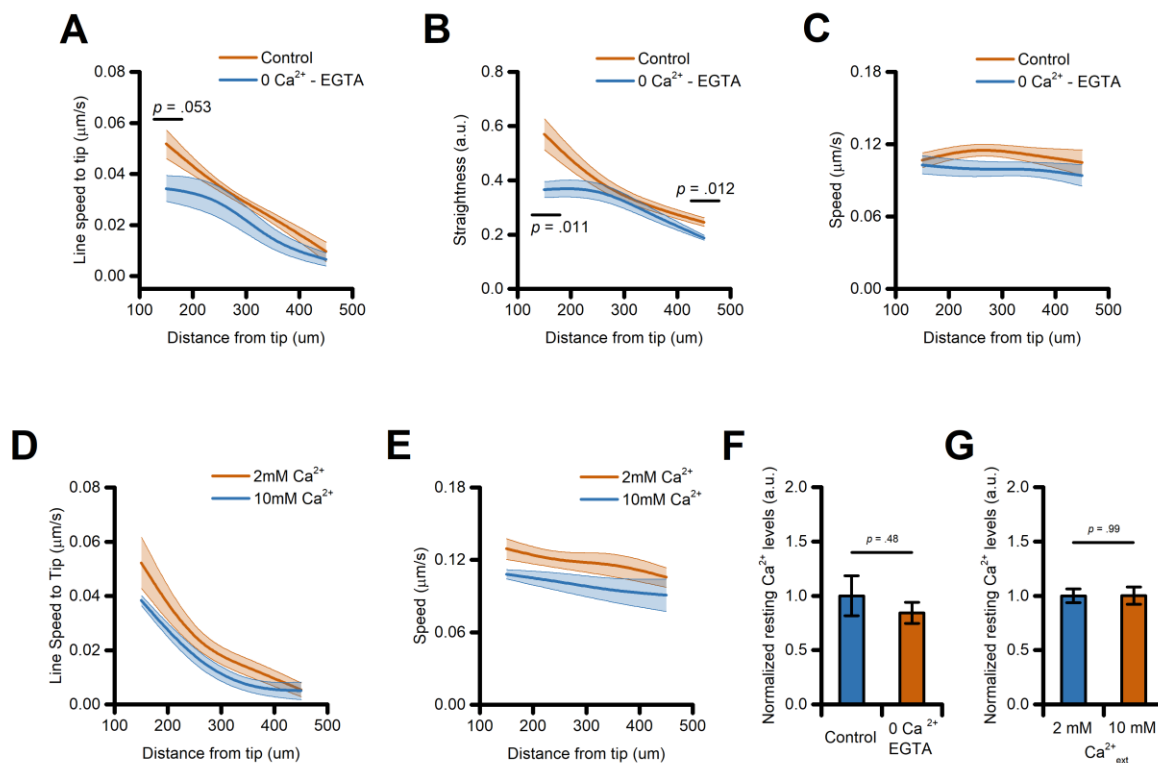 A
Control
0 Ca²⁺ - EGTA
p = .053
0.08
0.06
0.04
0.02
0.00
Line speed to tip (μm/s)
100 200 300 400 500
Distance from tip (um)
B
Control
0 Ca²⁺ - EGTA
0.8
0.6
0.4
0.2
0.0
Straightness (a.u.)
p = .012
p = .011
100 200 300 400 500
Distance from tip (um)
C
Control
0 Ca²⁺ - EGTA
0.18
0.12
0.06
0.00
Speed (μm/s)
100 200 300 400 500
Distance from tip (um)
D
2mM Ca²⁺
10mM Ca²⁺
0.08
0.06
0.04
0.02
0.00
Line Speed to Tip (μm/s)
100 200 300 400 500
Distance from tip (um)
E
2mM Ca²⁺
10mM Ca²⁺
0.18
0.12
0.06
0.00
Speed (μm/s)
100 200 300 400 500
Distance from tip (um)
F
2.0
1.5
1.0
0.5
0.0
Normalized resting Ca²⁺ levels (a.u.)
p = .48
Control
0 Ca²⁺
EGTA
G
2.0
1.5
1.0
0.5
0.0
Normalized resting Ca²⁺ levels (a.u.)
p = .99
2 mM 10 mM
Ca²⁺ext